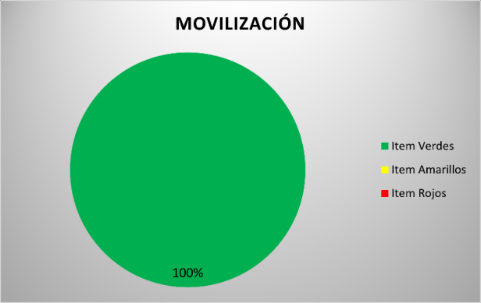 MOVILIZACIÓN
Item Verdes
Item Amarillos
Item Rojos
100%